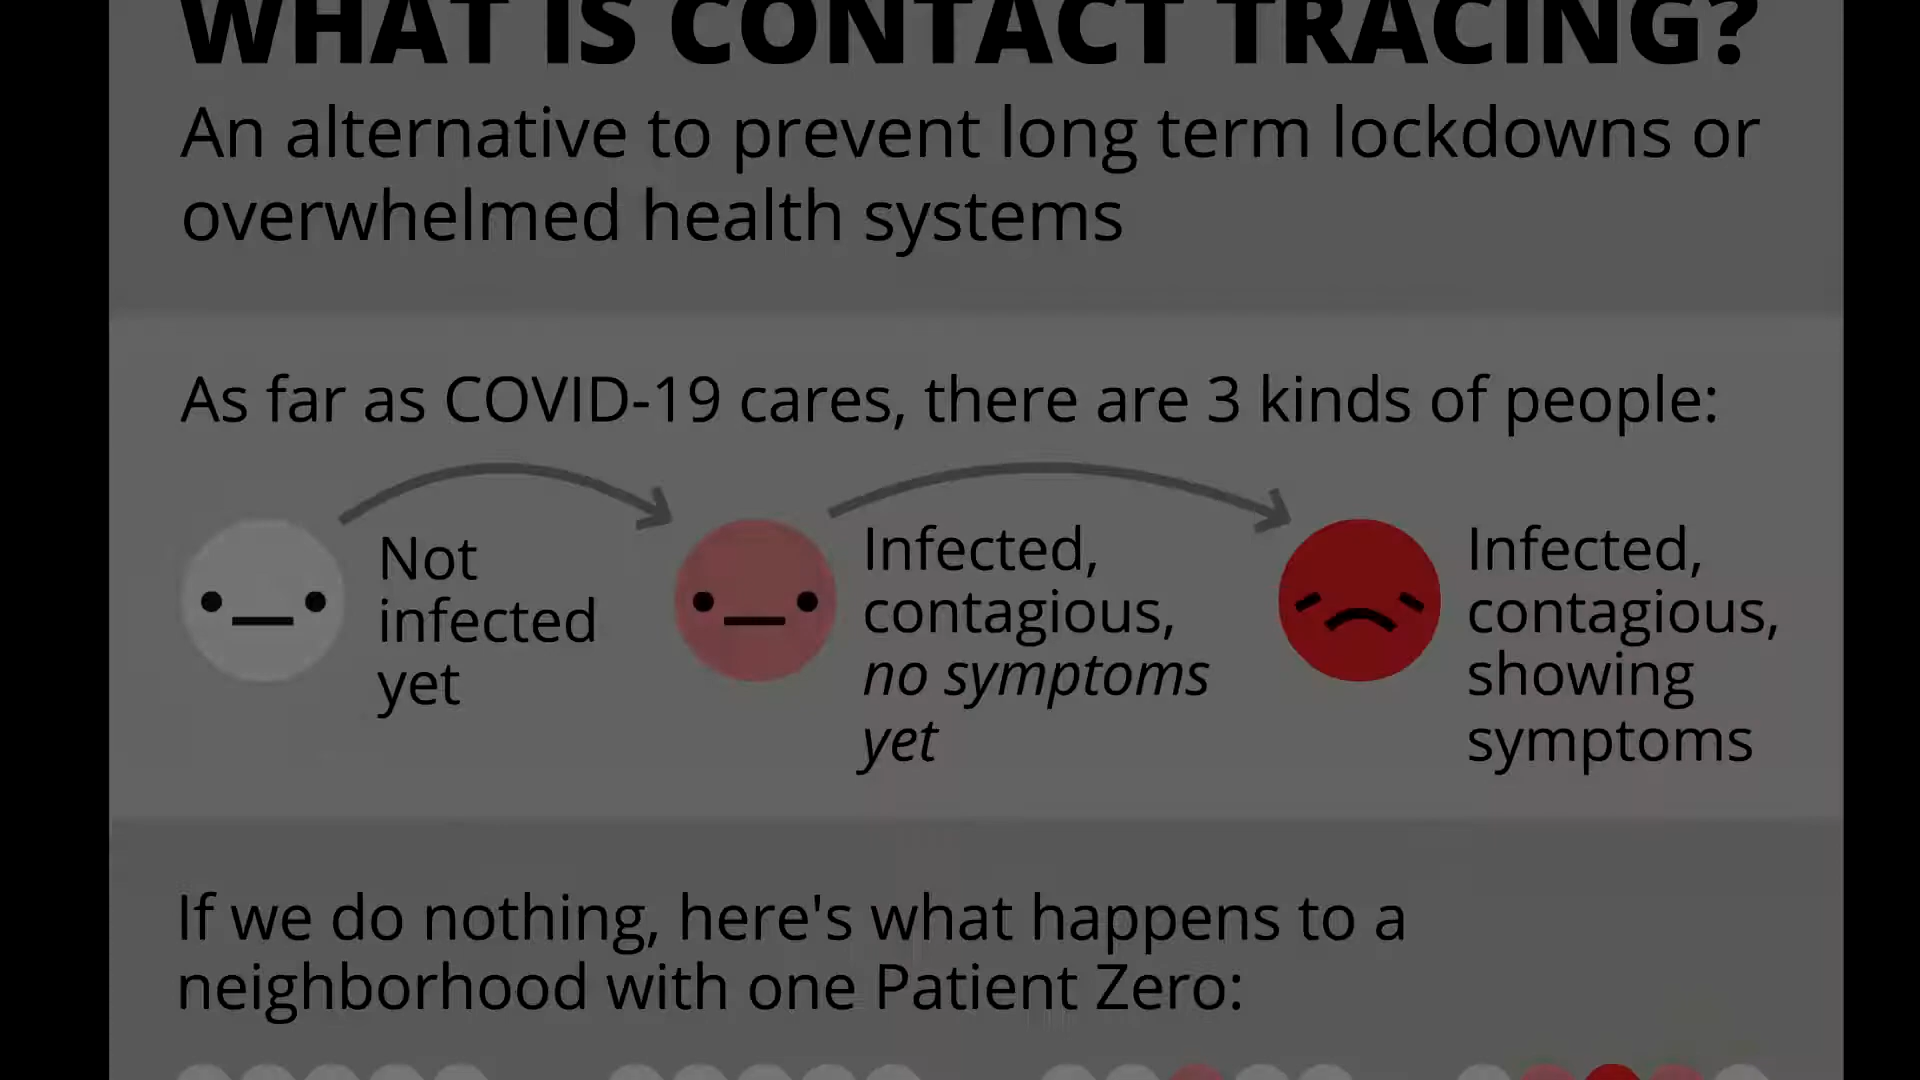 WHAT IS CONTACT TRACING?
An alternative to prevent long term lockdowns or
overwhelmed health systems
As far as COVID-19 cares, there are 3 kinds of people:
Not
infected
yet
Infected,
contagious,
no symptoms
yet
Infected,
contagious,
showing
symptoms
If we do nothing, here's what happens to a
neighborhood with one Patient Zero: